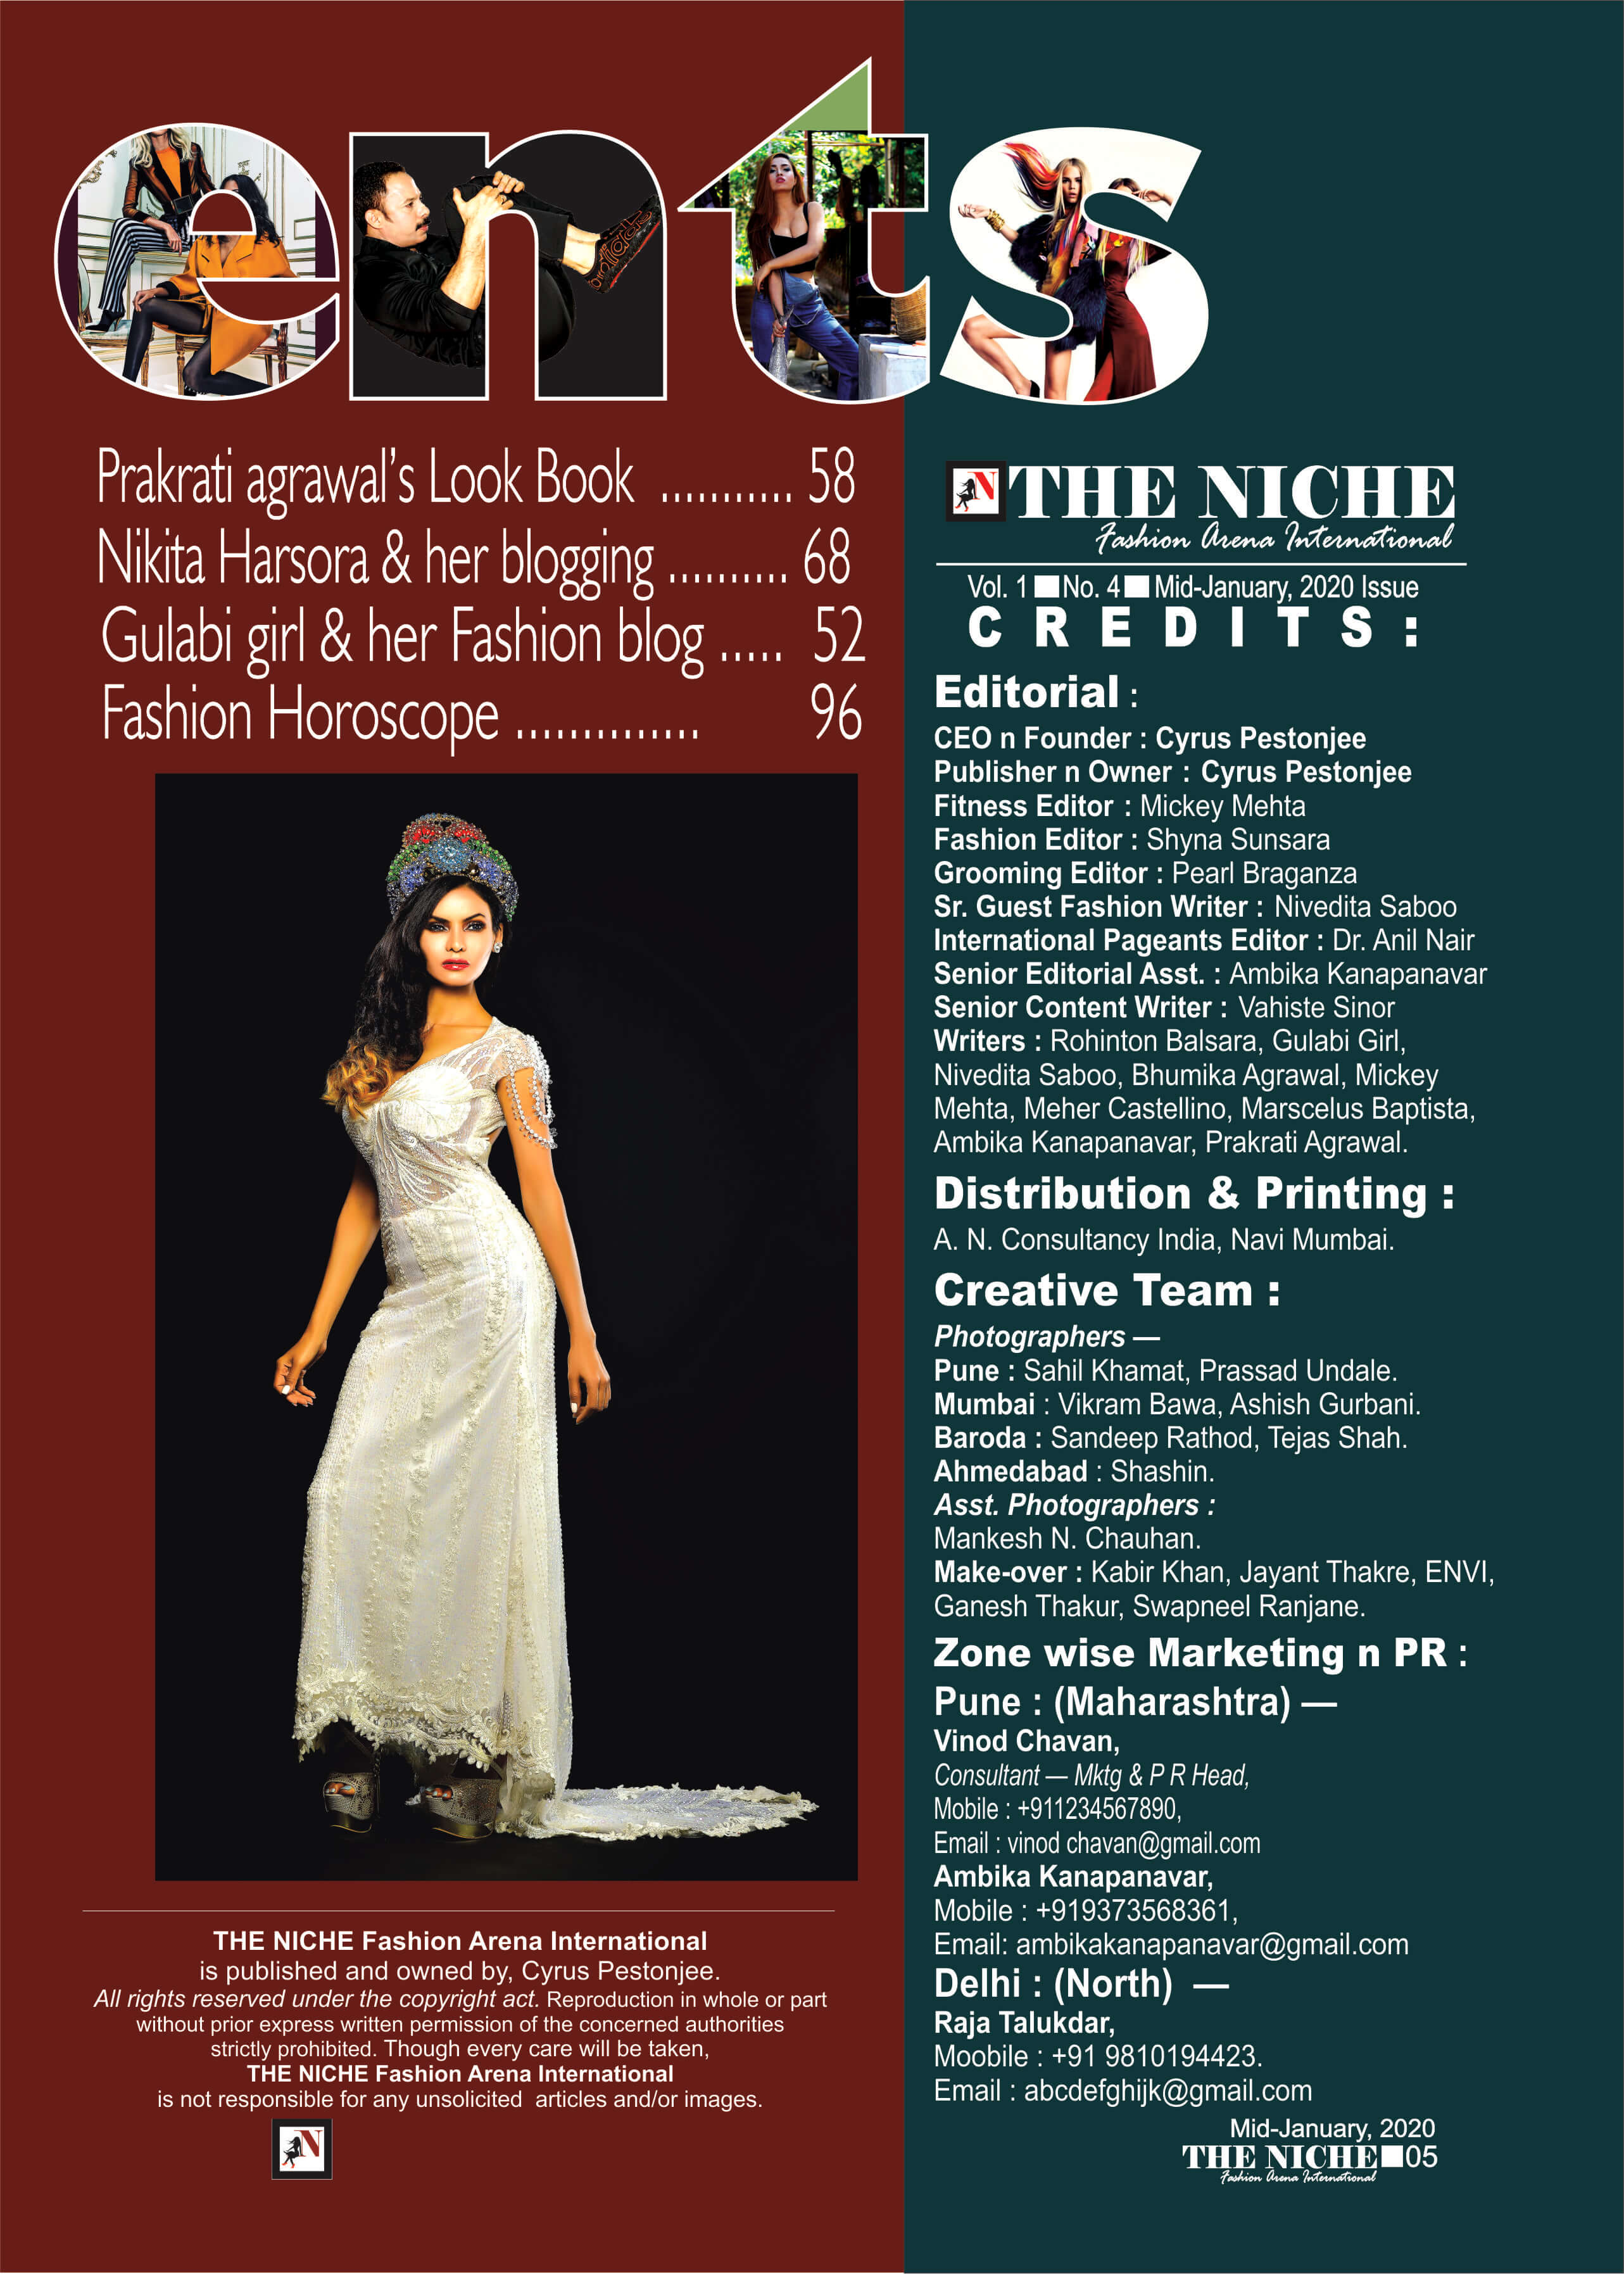 ents
Prakrati agrawal's Look Book ........... 58
Nikita Harsora & her blogging .......... 68
Gulabi girl & her Fashion blog ..... 52
Fashion Horoscope .............. 96
THE NICHE Fashion Arena International
is published and owned by, Cyrus Pestonjee.
All rights reserved under the copyright act. Reproduction in whole or part
without prior express written permission of the concerned authorities
strictly prohibited. Though every care will be taken,
THE NICHE Fashion Arena International
is not responsible for any unsolicited articles and/or images.
N
N THE NICHE
Fashion Arena International
Vol. 1 ■ No. 4 ■ Mid-January, 2020 Issue
CREDITS :
Editorial :
CEO n Founder : Cyrus Pestonjee
Publisher n Owner : Cyrus Pestonjee
Fitness Editor : Mickey Mehta
Fashion Editor : Shyna Sunsara
Grooming Editor : Pearl Braganza
Sr. Guest Fashion Writer : Nivedita Saboo
International Pageants Editor : Dr. Anil Nair
Senior Editorial Asst. : Ambika Kanapanavar
Senior Content Writer : Vahiste Sinor
Writers : Rohinton Balsara, Gulabi Girl,
Nivedita Saboo, Bhumika Agrawal, Mickey
Mehta, Meher Castellino, Marscelus Baptista,
Ambika Kanapanavar, Prakrati Agrawal.
Distribution & Printing :
A. N. Consultancy India, Navi Mumbai.
Creative Team :
Photographers —
Pune : Sahil Khamat, Prassad Undale.
Mumbai : Vikram Bawa, Ashish Gurbani.
Baroda : Sandeep Rathod, Tejas Shah.
Ahmedabad : Shashin.
Asst. Photographers :
Mankesh N. Chauhan.
Make-over : Kabir Khan, Jayant Thakre, ENVI,
Ganesh Thakur, Swapneel Ranjane.
Zone wise Marketing n PR :
Pune : (Maharashtra) —
Vinod Chavan,
Consultant — Mktg & P R Head,
Mobile : +911234567890,
Email : vinod chavan@gmail.com
Ambika Kanapanavar,
Mobile : +919373568361,
Email: ambikakanapanavar@gmail.com
Delhi : (North) —
Raja Talukdar,
Moobile : +91 9810194423.
Email : abcdefghijk@gmail.com
Mid-January, 2020
THE NICHE ■ 05
Fashion Arena International